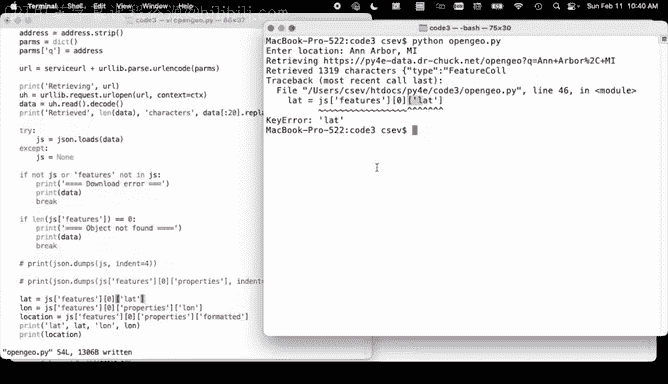 Terminal Shell Edit View Window Help
Sun Feb 11 10:40 AM
@bilibili.com
address = address.strip()
parms = dict()
parms['q'] = address
url = serviceurl + urllib.parse.urlencode(parms)
print('Retrieving', url)
uh = urllib.request.urlopen(url, context=ctx)
data = uh.read().decode()
print('Retrieved', len(data), 'characters', data[:20].replac
try:
js = json.loads(data)
except:
js = None
if not js or 'features' not in js:
print('==== Download error ===')
print(data)
break
if len(js['features']) == 0:
print('==== Object not found ====')
print(data)
break
# print(json.dumps(js, indent=4))
# print(json.dumps(js['features'][0]['properties'], indent=
lat = js['features'][0]['lat']
lon = js['features'][0]['properties']['lon']
location = js['features'][0]['properties']['formatted']
print('lat', lat, 'lon', lon)
print(location)
"opengeo.py" 54L, 1306B written
code3 — -bash — 75×30
MacBook-Pro-522:code3 csev$ python opengeo.py
Enter location: Ann Arbor, MI
Retrieving https://py4e-data.dr-chuck.net/opengeo?q=Ann+Arbor%2C+MI
Retrieved 1319 characters {"type":"FeatureColl
Traceback (most recent call last):
File "/Users/csev/htdocs/py4e/code3/opengeo.py", line 46, in <module>
lat = js['features'][0]['lat']
~~~~~~~~~~~~~~~~~^^^^^^^
KeyError: 'lat'
MacBook-Pro-522:code3 csev$